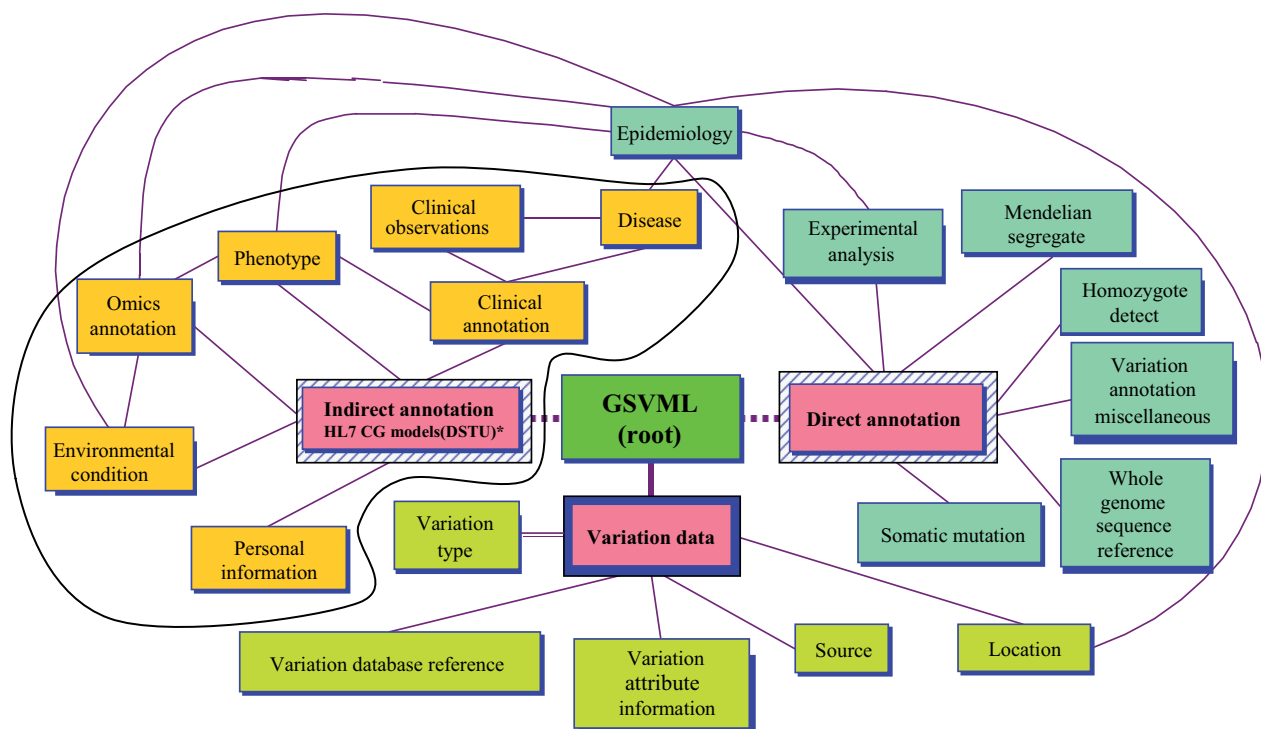 Epidemiology
Clinical
observations
Disease
Experimental
analysis
Mendelian
segregate
Phenotype
Omics
annotation
Clinical
annotation
Homozygote
detect
Variation
annotation
miscellaneous
Indirect annotation
HL7 CG models(DSTU)*
GSVML
(root)
Direct annotation
Environmental
condition
Whole
genome
sequence
reference
Variation
type
Variation data
Somatic mutation
Personal
information
Variation database reference
Variation
attribute
information
Source
Location